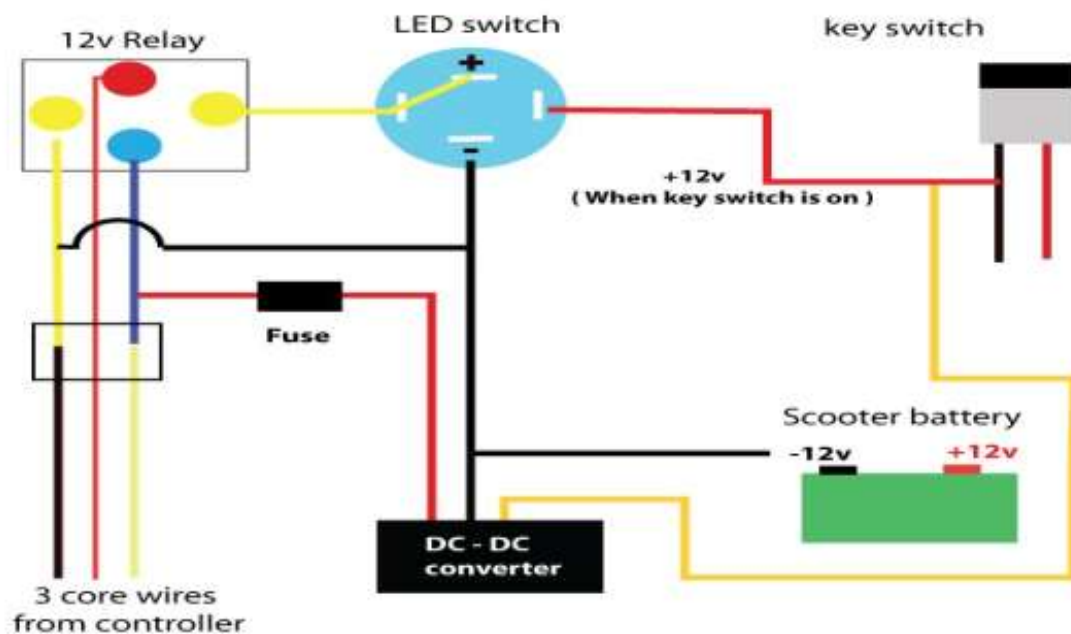 12v Relay
LED switch
key switch
+
-
+12v
( When key switch is on )
Fuse
Scooter battery
-12v
+12v
DC - DC
converter
3 core wires
from controller